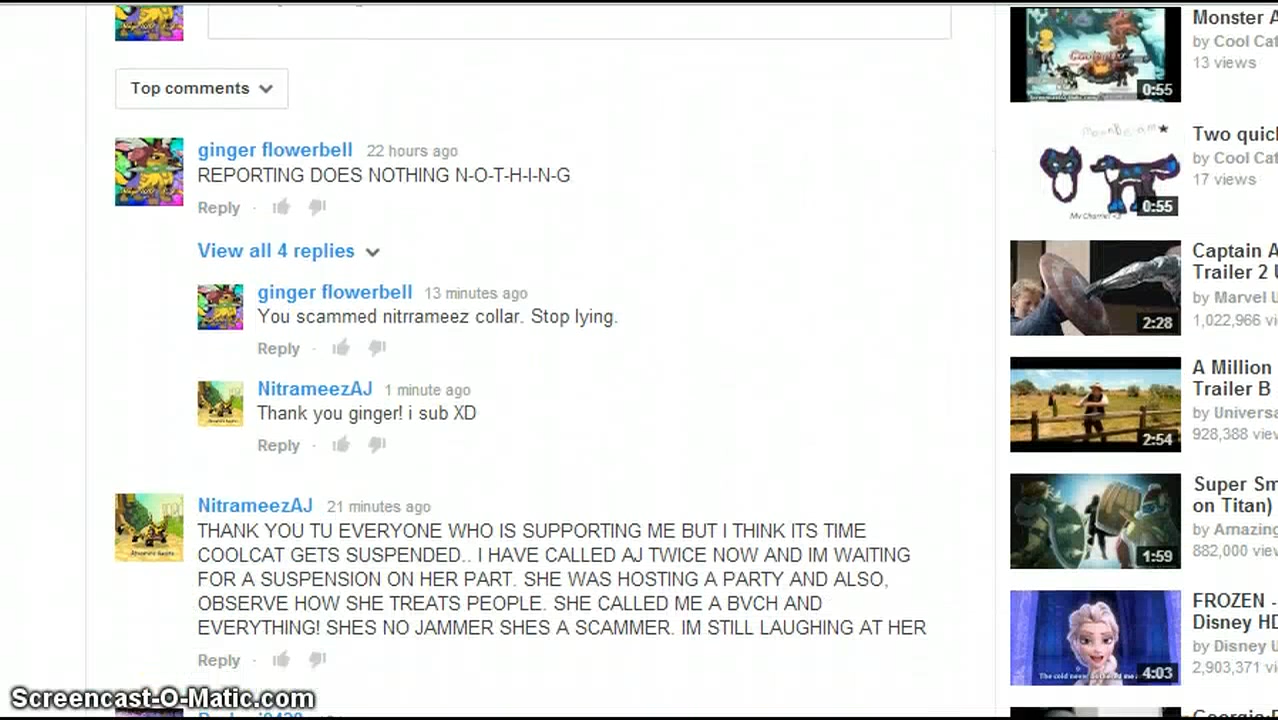 Top comments
ginger flowerbell 22 hours ago
REPORTING DOES NOTHING N-O-T-H-I-N-G
Reply
View all 4 replies
ginger flowerbell 13 minutes ago
You scammed nitrrameez collar. Stop lying.
Reply
NitrameezAJ 1 minute ago
Thank you ginger! i sub XD
Reply
NitrameezAJ 21 minutes ago
THANK YOU TU EVERYONE WHO IS SUPPORTING ME BUT I THINK ITS TIME
COOLCAT GETS SUSPENDED.. I HAVE CALLED AJ TWICE NOW AND IM WAITING
FOR A SUSPENSION ON HER PART. SHE WAS HOSTING A PARTY AND ALSO,
OBSERVE HOW SHE TREATS PEOPLE. SHE CALLED ME A BVCH AND
EVERYTHING! SHES NO JAMMER SHES A SCAMMER. IM STILL LAUGHING AT HER
Reply
Monster A
by Cool Cat
13 views
0:55
Two quic
by Cool Cat
17 views
0:55
My Channel <3
Captain A
Trailer 2 U
by Marvel U
1,022,966 vi
2:28
A Million
Trailer B
by Universa
928,388 view
2:54
Super Sm
on Titan)
by Amazing
882,000 view
1:59
FROZEN -
Disney HD
by Disney U
2,903,371 vi
4:03
Screencast-O-Matic.com